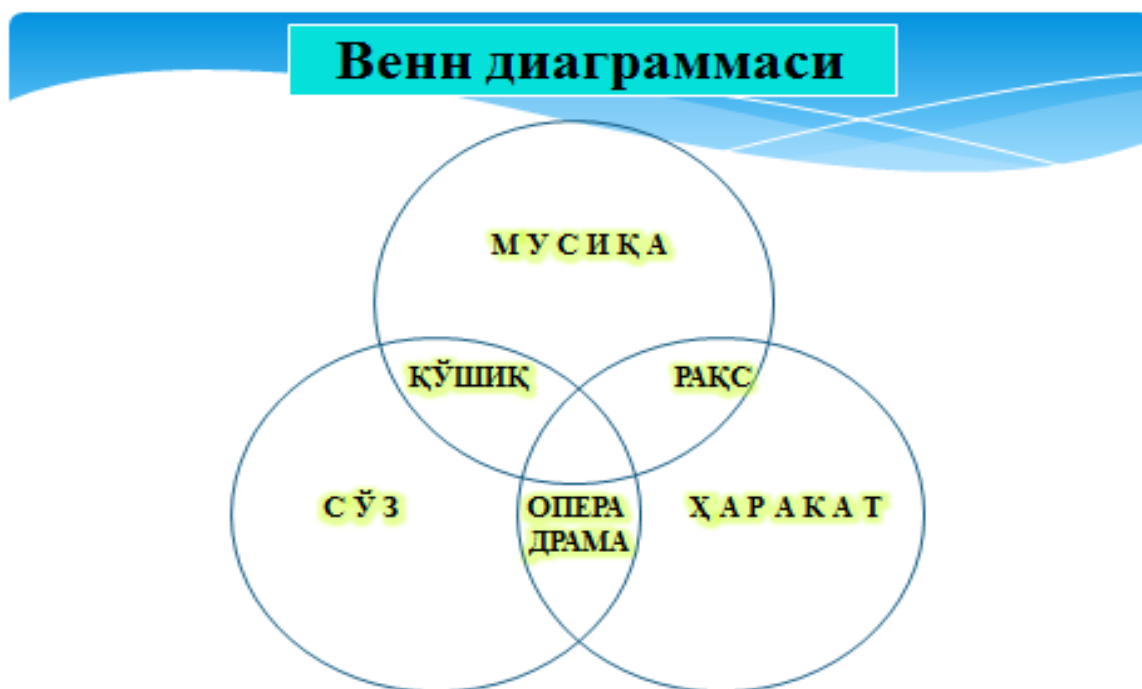 Венн диаграммаси
М У С И Қ А
ҚЎШИҚ
РАҚС
С Ў З
ОПЕРА
ДРАМА
Ҳ А Р А К А Т